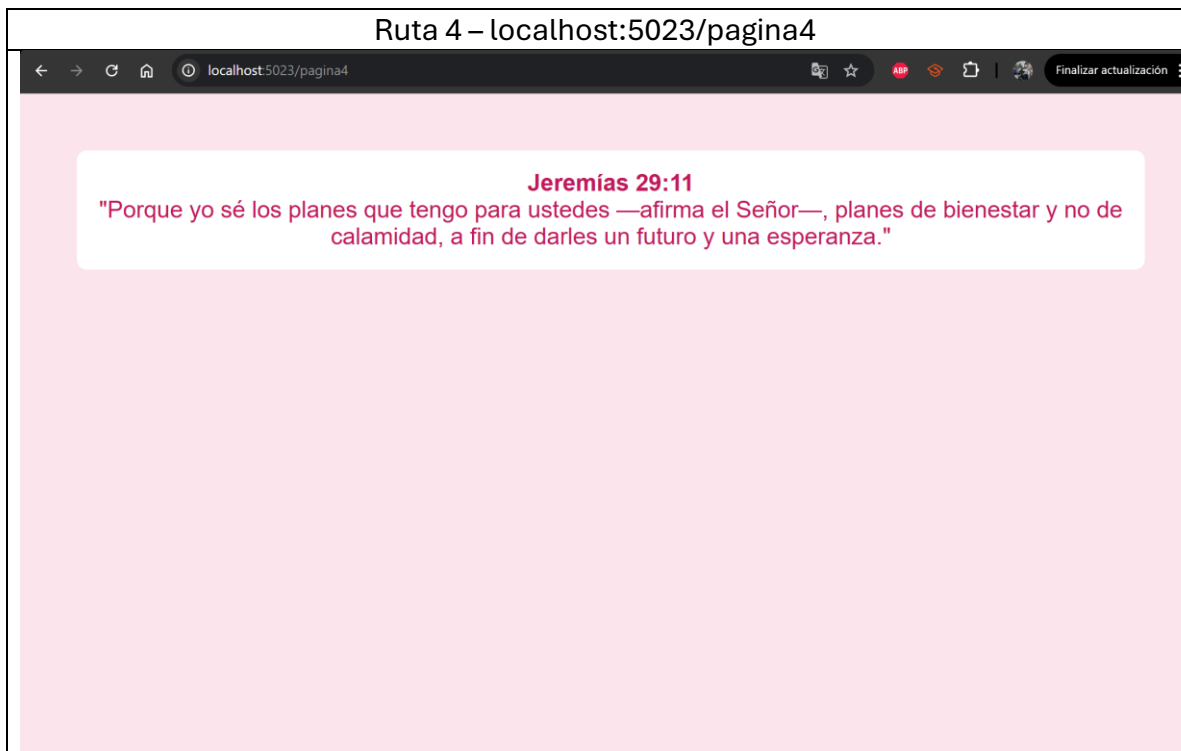 Ruta 4 – localhost:5023/pagina4
localhost:5023/pagina4
ABP
Finalizar actualización
Jeremías 29:11
"Porque yo sé los planes que tengo para ustedes —afirma el Señor—, planes de bienestar y no de
calamidad, a fin de darles un futuro y una esperanza."